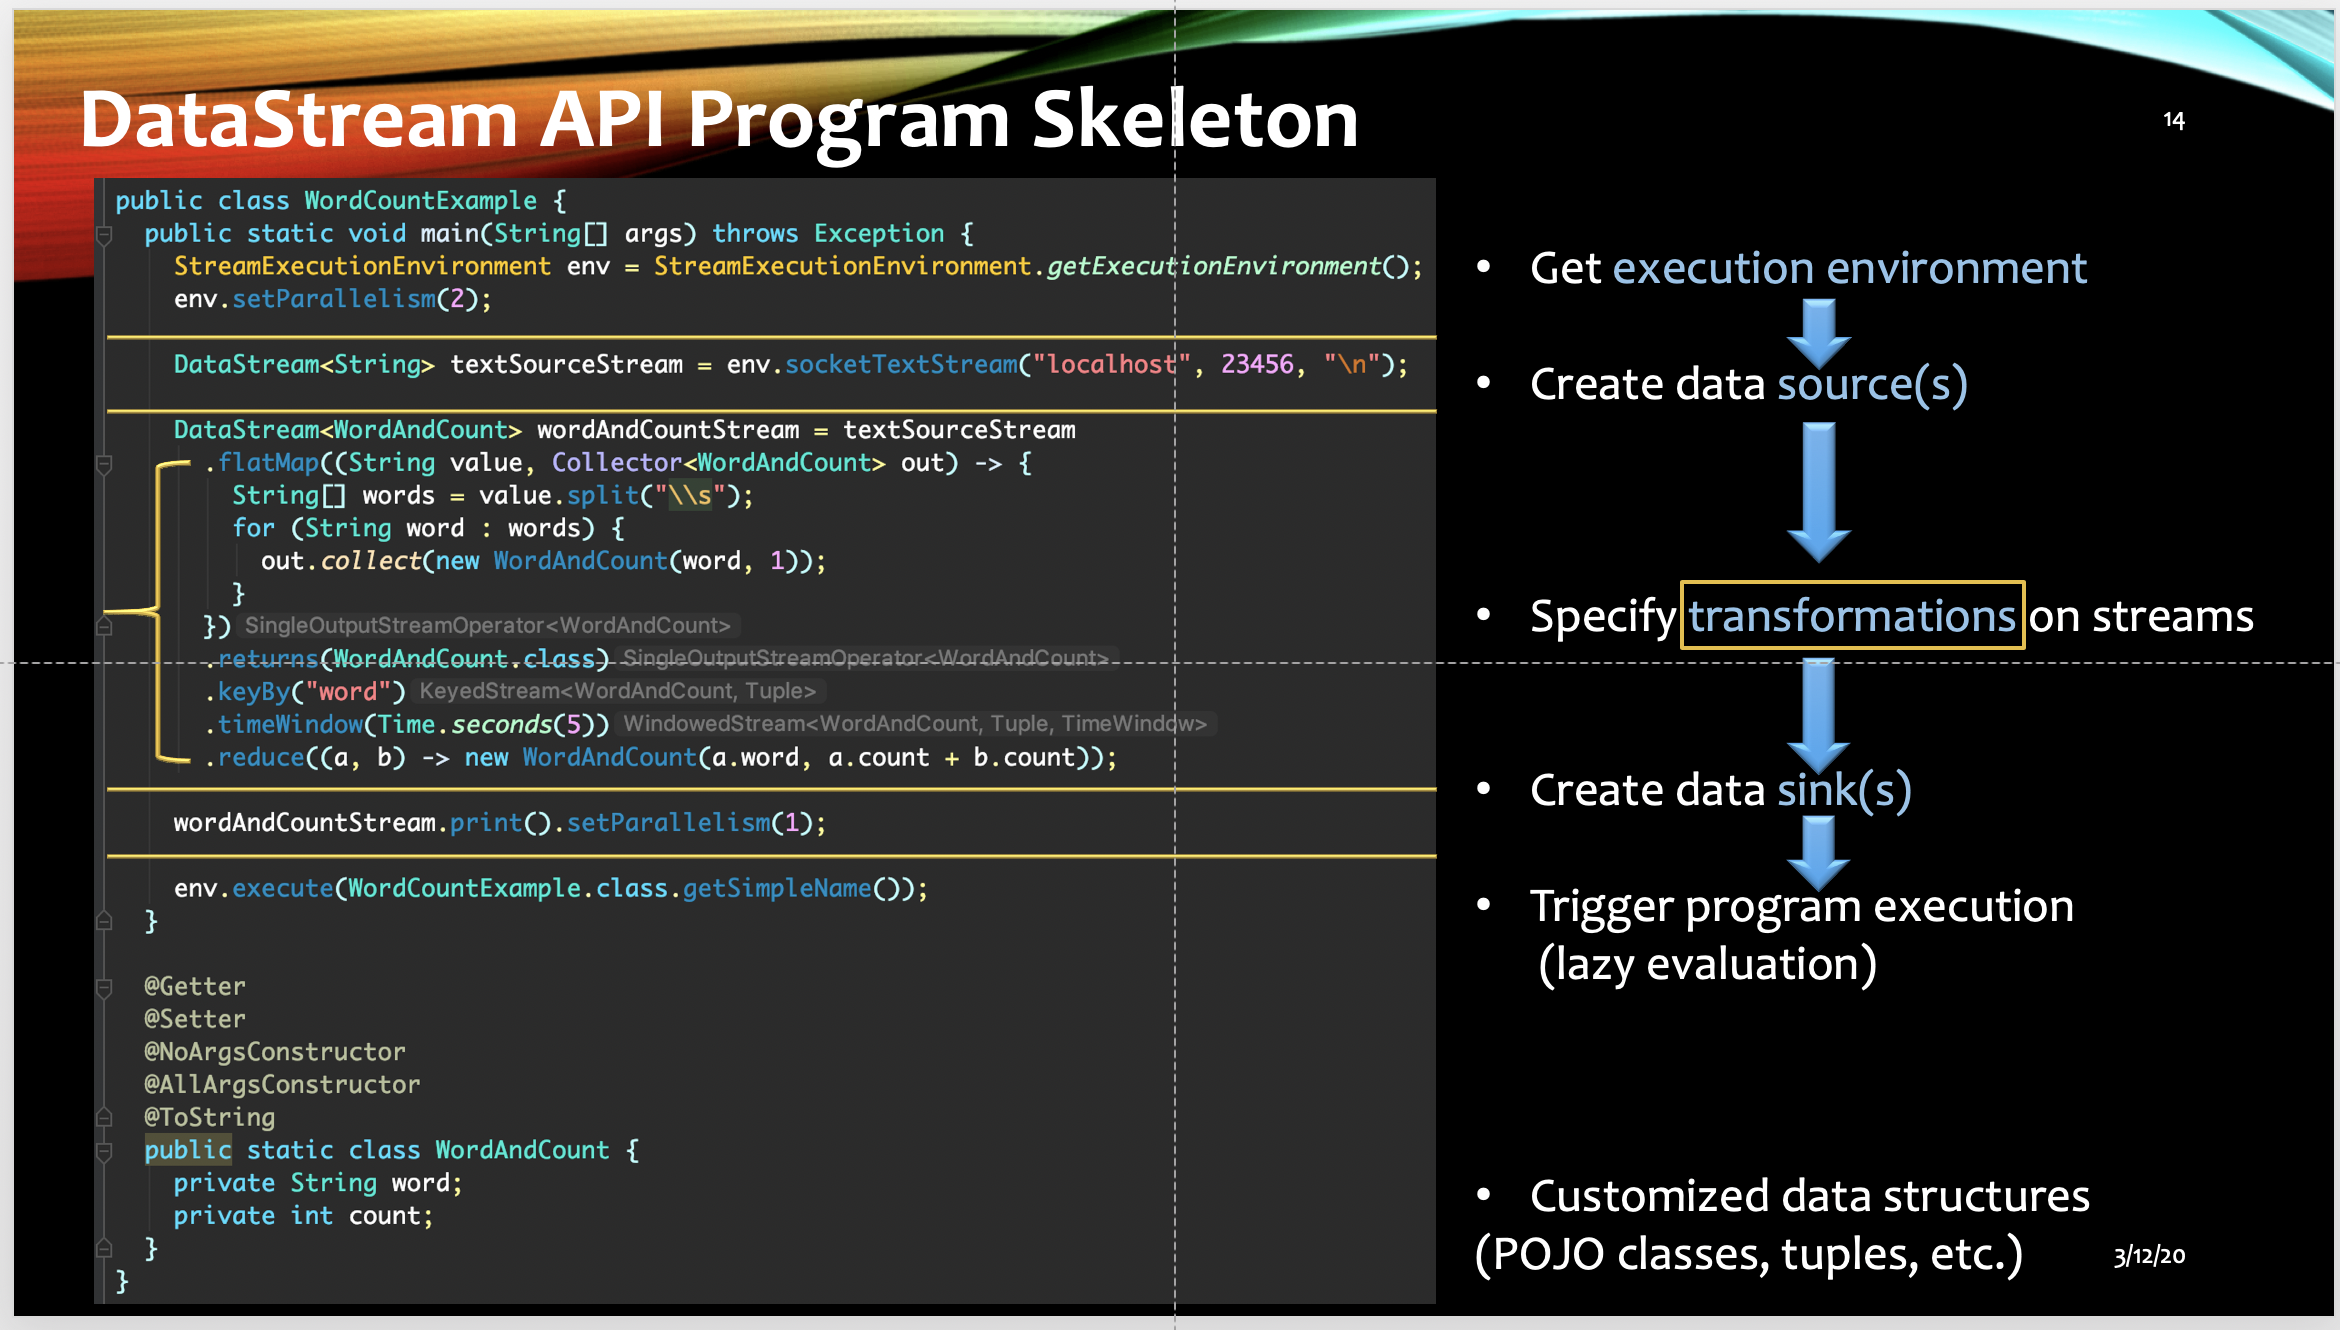 DataStream API Program Skeleton
14
public class WordCountExample {
public static void main(String[] args) throws Exception {
StreamExecutionEnvironment env = StreamExecutionEnvironment.getExecutionEnvironment();
env.setParallelism(2);
DataStream<String> textSourceStream = env.socketTextStream("localhost", 23456, "\n");
DataStream<WordAndCount> wordAndCountStream = textSourceStream
.flatMap((String value, Collector<WordAndCount> out) -> {
String[] words = value.split("\\s");
for (String word : words) {
out.collect(new WordAndCount(word, 1));
}
}) SingleOutputStreamOperator<WordAndCount>
.returns(WordAndCount.class) SingleOutputStreamOperator<WordAndCount>
.keyBy("word") KeyedStream<WordAndCount, Tuple>
.timeWindow(Time.seconds(5)) WindowedStream<WordAndCount, Tuple, TimeWindow>
.reduce((a, b) -> new WordAndCount(a.word, a.count + b.count));
wordAndCountStream.print().setParallelism(1);
env.execute(WordCountExample.class.getSimpleName());
}
@Getter
@Setter
@NoArgsConstructor
@AllArgsConstructor
@ToString
public static class WordAndCount {
private String word;
private int count;
}
}
• Get execution environment
• Create data source(s)
• Specify transformations on streams
• Create data sink(s)
• Trigger program execution
(lazy evaluation)
• Customized data structures
(POJO classes, tuples, etc.)
3/12/20